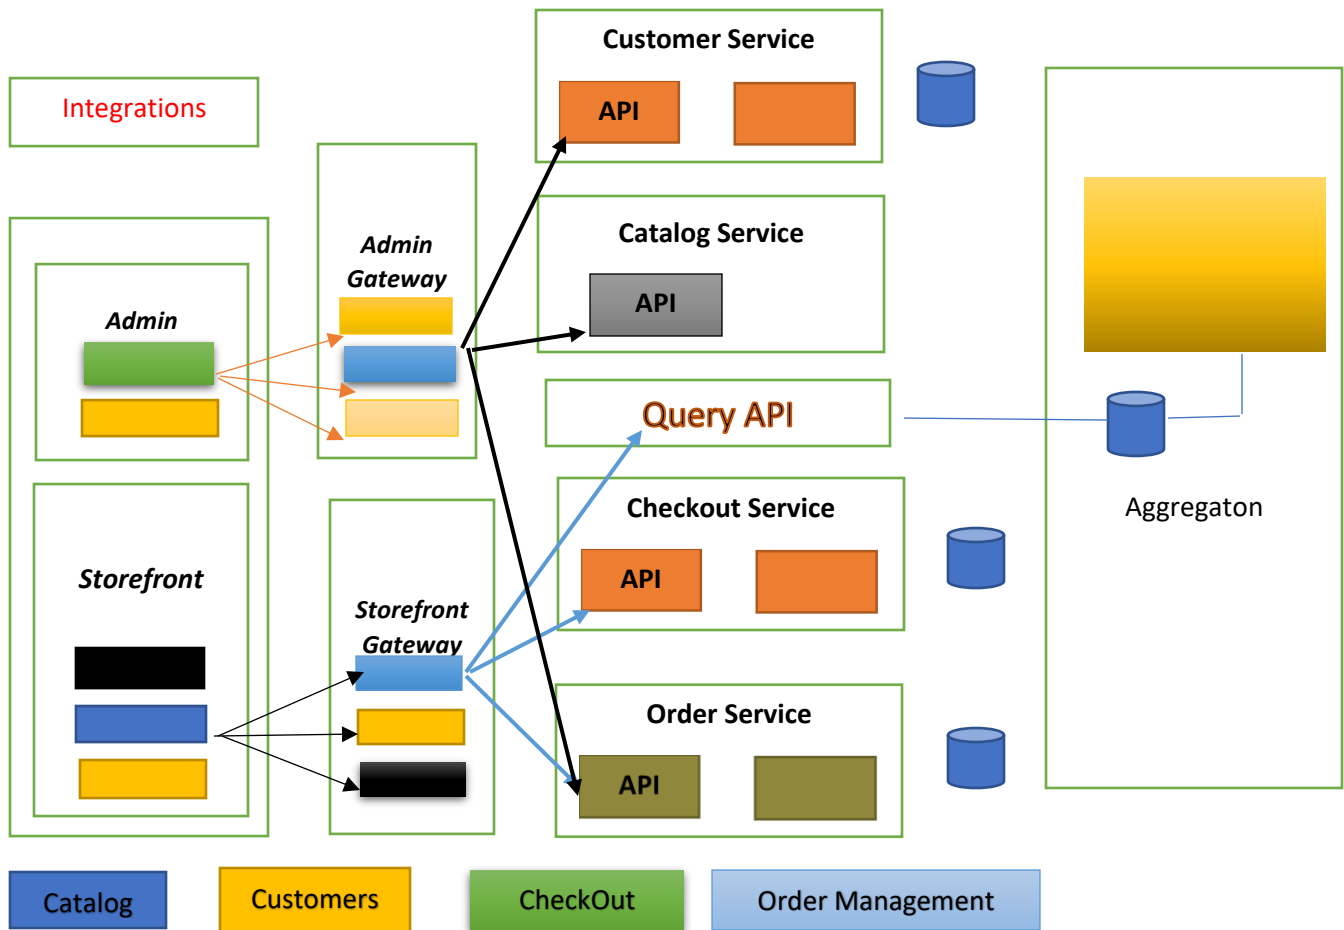 Customer Service
API
Integrations
Admin
Gateway
Catalog Service
API
Admin
Query API
Checkout Service
API
Aggregaton
Storefront
Storefront
Gateway
Order Service
API
Catalog
Customers
CheckOut
Order Management